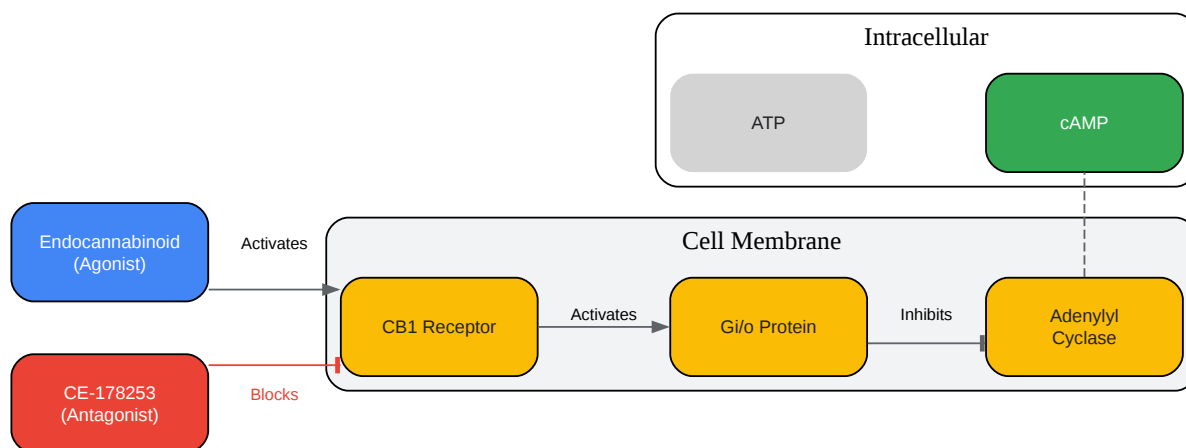 Intracellular
ATP
cAMP
Endocannabinoid
(Agonist)
Activates
Cell Membrane
CB1 Receptor
Activates
Gi/o Protein
Inhibits
Adenylyl
Cyclase
CE-178253
(Antagonist)
Blocks